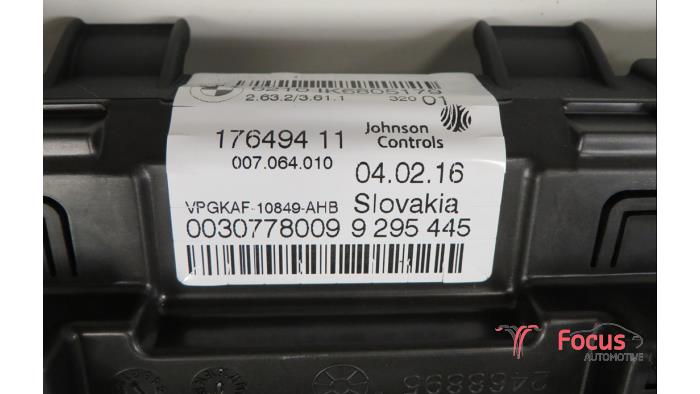 62101K6805179
2.63.2/3.61.1 320 01
176494 11
007.064.010
Johnson
Controls
04.02.16
VPGKAF-10849-AHB Slovakia
0030778009 9 295 445
Focus
AUTOMOTIVE